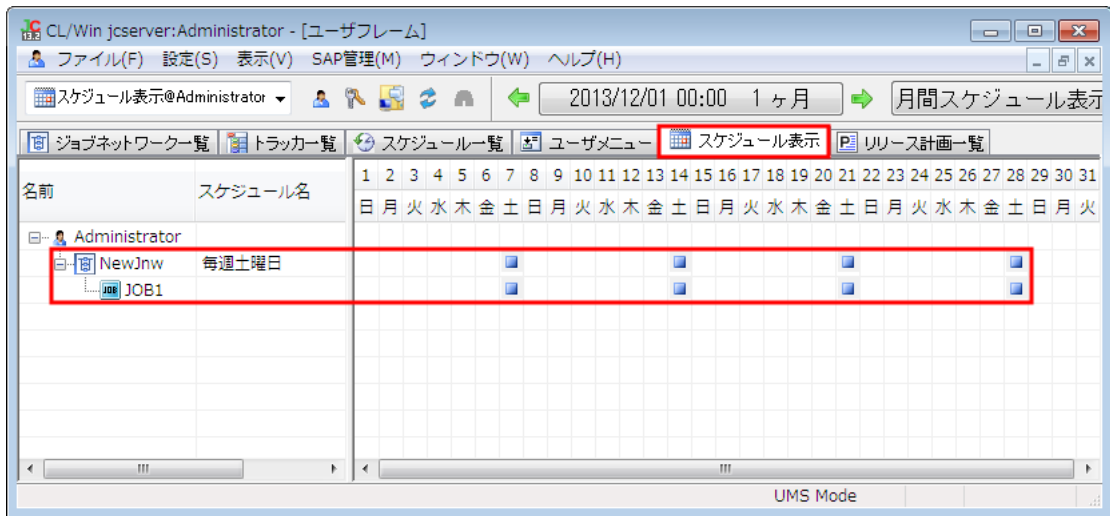 CL/Win jcserver:Administrator - [ユーザフレーム]
ファイル(F) 設定(S) 表示(V) SAP管理(M) ウィンドウ(W) ヘルプ(H)
スケジュール表示@Administrator 2013/12/01 00:00 1 ヶ月 月間スケジュール表示
ジョブネットワーク一覧 トラッカ一覧 スケジュール一覧 ユーザメニュー スケジュール表示 リリース計画一覧
名前 スケジュール名 1 2 3 4 5 6 7 8 9 10 11 12 13 14 15 16 17 18 19 20 21 22 23 24 25 26 27 28 29 30 31
日 月 火 水 木 金 土 日 月 火 水 木 金 土 日 月 火 水 木 金 土 日 月 火 水 木 金 土 日 月 火
Administrator
NewJnw 毎週土曜日
JOB JOB1
UMS Mode